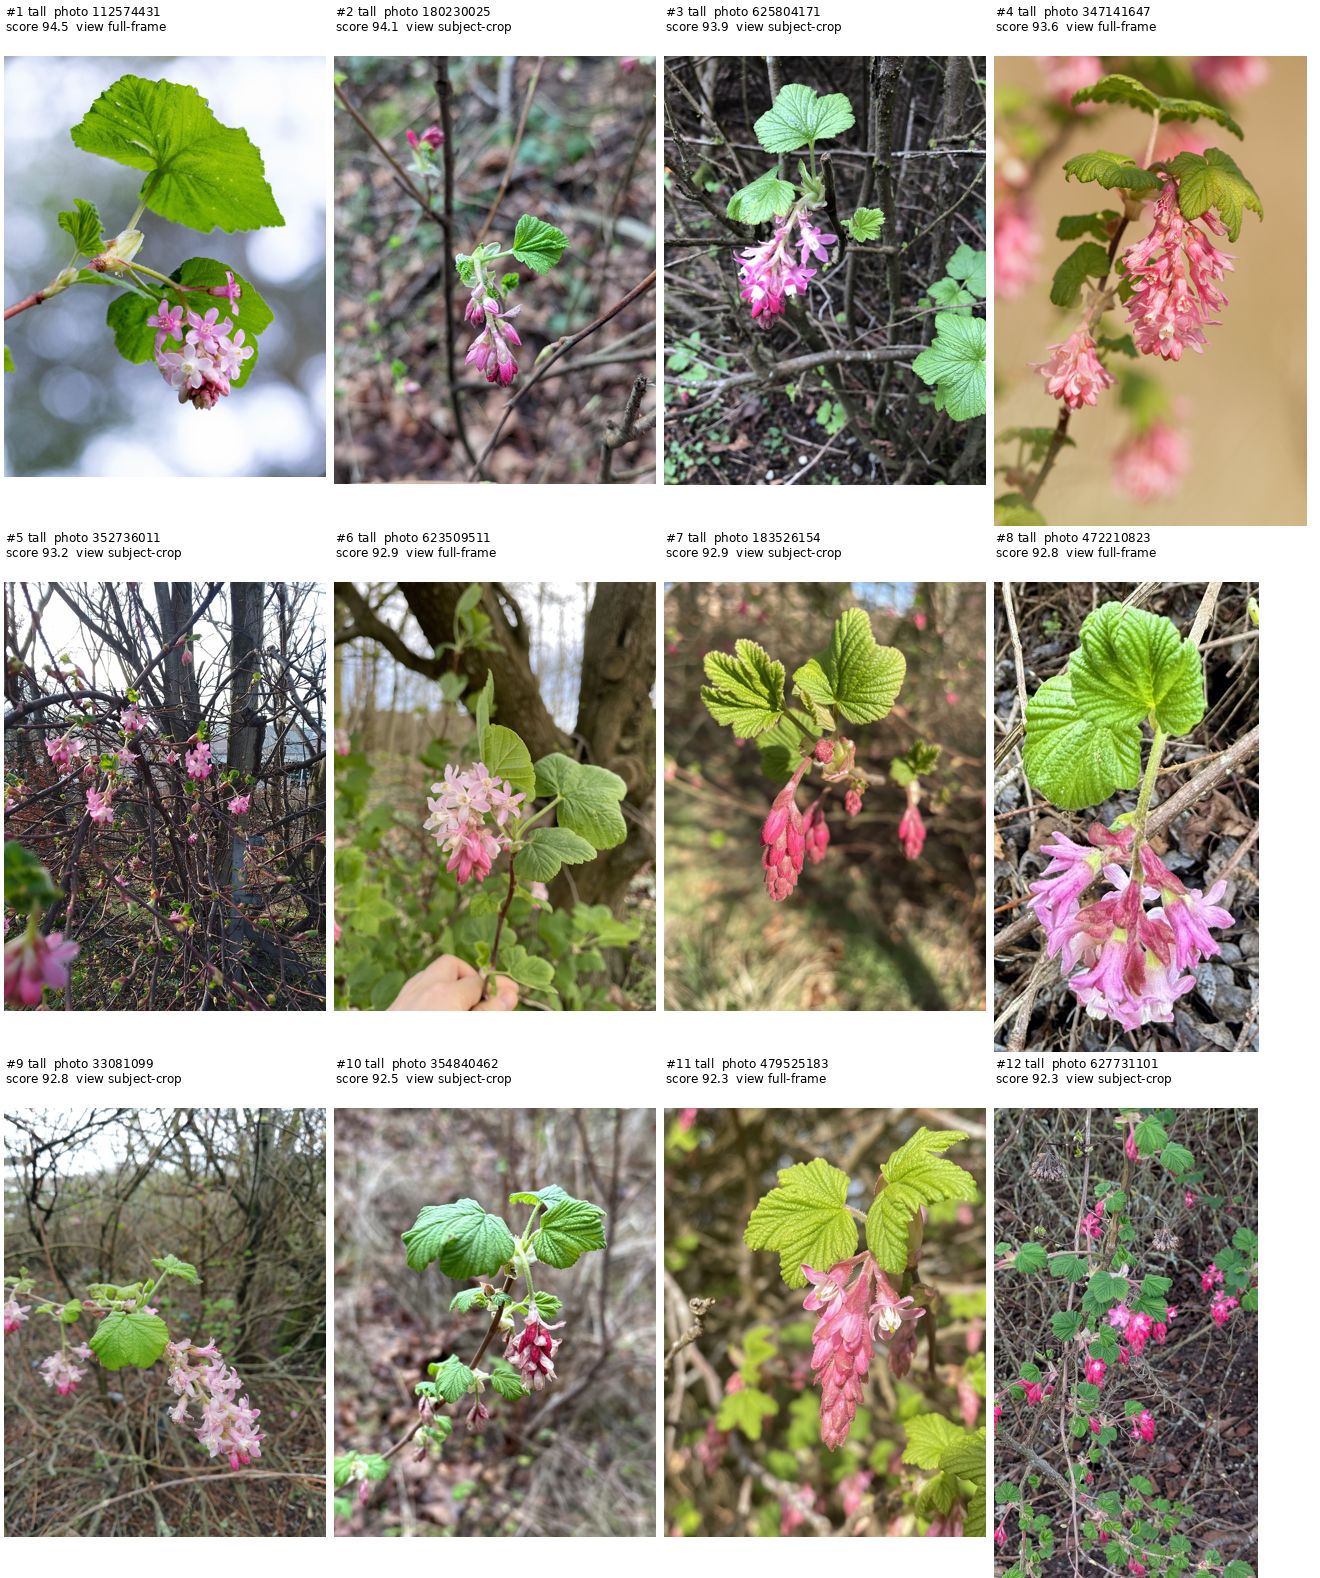 #1 tall  photo 112574431
score 94.5  view full-frame
#2 tall  photo 180230025
score 94.1  view subject-crop
#3 tall  photo 625804171
score 93.9  view subject-crop
#4 tall  photo 347141647
score 93.6  view full-frame
#5 tall  photo 352736011
score 93.2  view subject-crop
#6 tall  photo 623509511
score 92.9  view full-frame
#7 tall  photo 183526154
score 92.9  view subject-crop
#8 tall  photo 472210823
score 92.8  view full-frame
#9 tall  photo 33081099
score 92.8  view subject-crop
#10 tall  photo 354840462
score 92.5  view subject-crop
#11 tall  photo 479525183
score 92.3  view full-frame
#12 tall  photo 627731101
score 92.3  view subject-crop